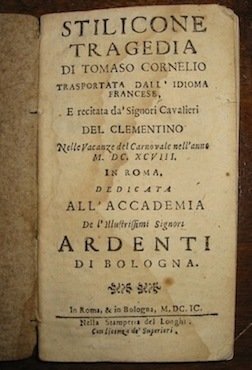 STILICONE
TRAGEDIA
DI TOMASO CORNELIO
TRASPORTATA DALL' IDIOMA
FRANCESE,
E recitata da' Signori Cavalieri
DEL CLEMENTINO
Nelle Vacanze del Carnovale nell'anno
M. DC. XCVIII.
IN ROMA,
DEDICATA
ALL'ACCADEMIA
De l'Illustrissimi Signori
ARDENTI
DI BOLOGNA.
In Roma, & in Bologna, M.DC.IC.
Nella Stamperia del Longhi.
Con licenza de' Superiori.